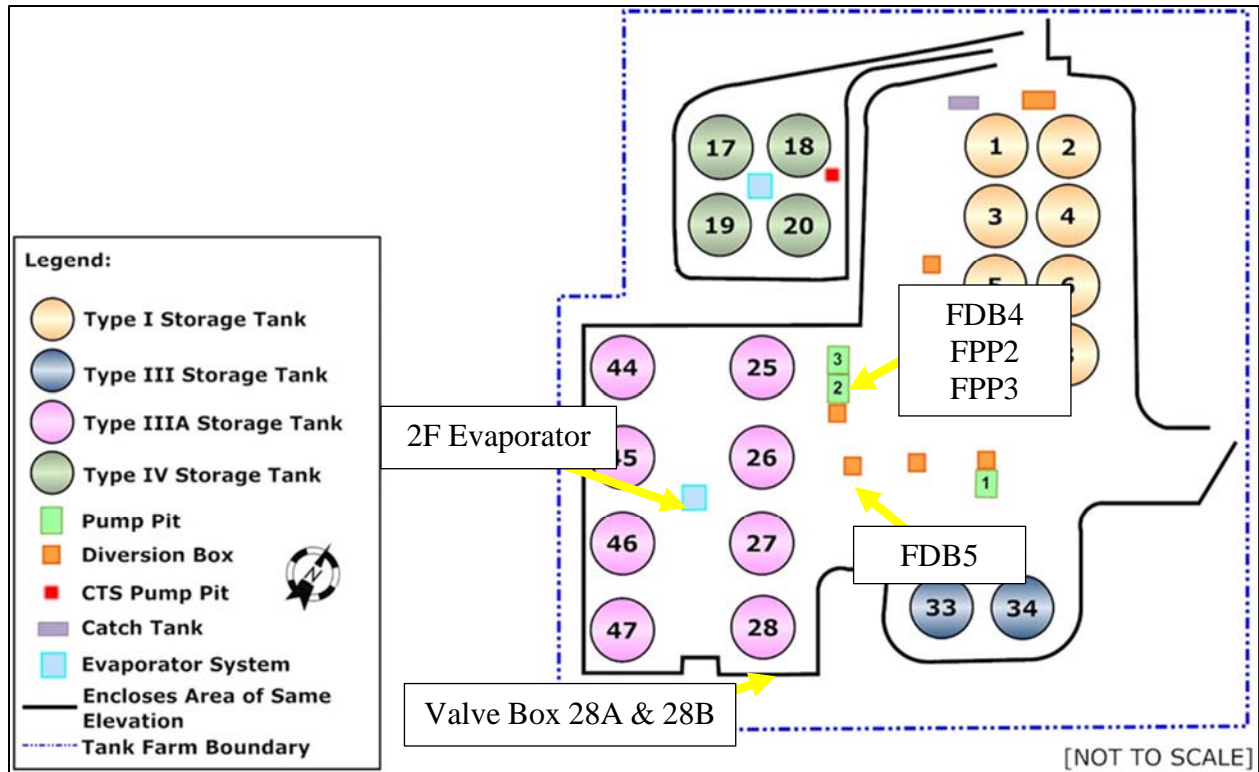 17
18
19
20
1
2
3
4
5
6
FDB4
FPP2
FPP3
3
2
44
25
2F Evaporator
45
26
1
46
27
FDB5
47
28
33
34
Valve Box 28A & 28B
Legend:
Type I Storage Tank
Type III Storage Tank
Type IIIA Storage Tank
Type IV Storage Tank
Pump Pit
Diversion Box
N
CTS Pump Pit
Catch Tank
Evaporator System
Encloses Area of Same
Elevation
Tank Farm Boundary
[NOT TO SCALE]